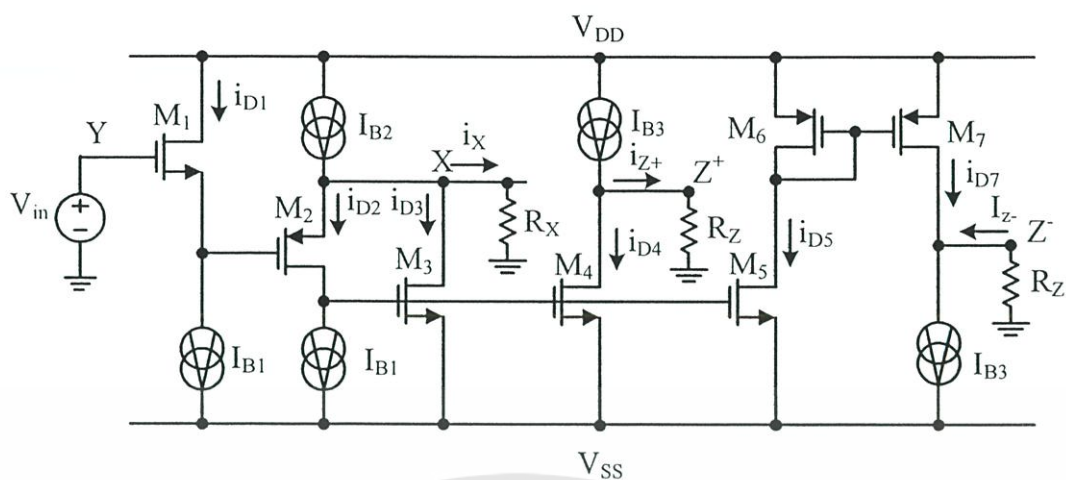 V_DD
Y M_1 i_D1 I_B2 i_X I_B3 i_Z+ Z^+ M_6 M_7
V_in M_2 X i_D2 i_D3 R_X i_D7 I_z- Z^-
M_3 M_4 i_D4 R_Z M_5 i_D5 R_Z
I_B1 I_B1 I_B3
V_SS